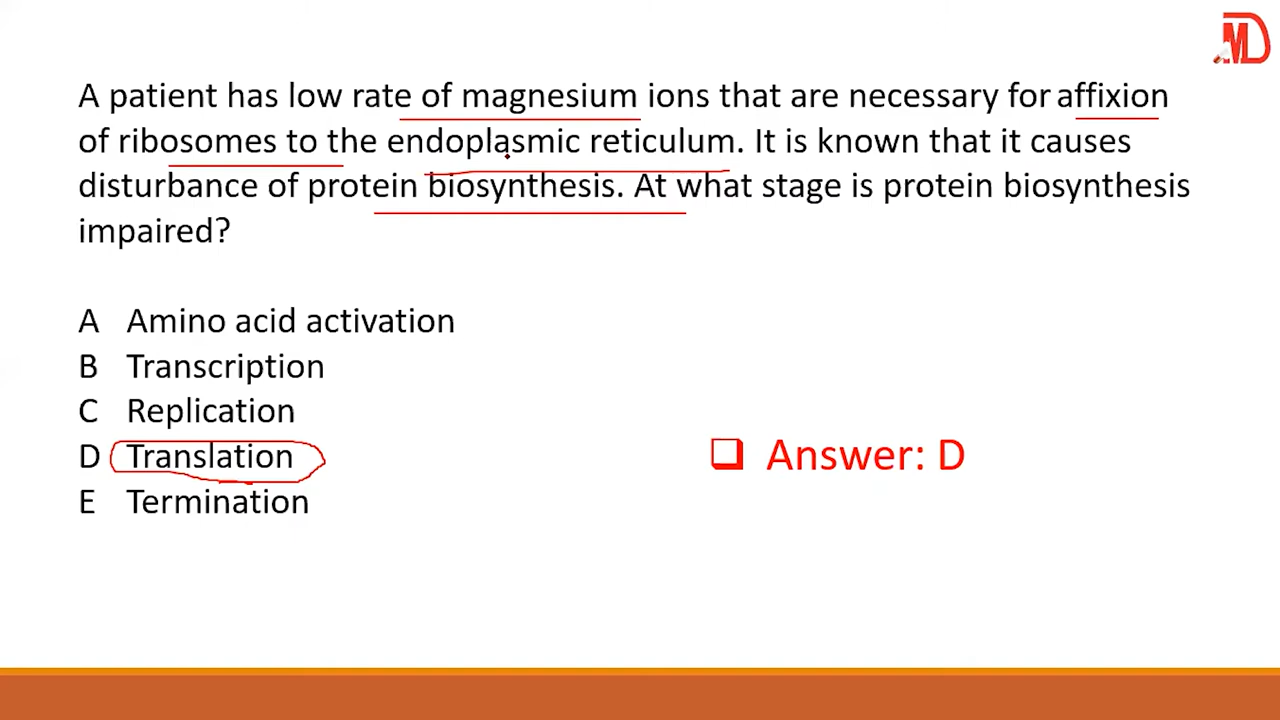 MD
A patient has low rate of magnesium ions that are necessary for affixion
of ribosomes to the endoplasmic reticulum. It is known that it causes
disturbance of protein biosynthesis. At what stage is protein biosynthesis
impaired?
A Amino acid activation
B Transcription
C Replication
D Translation
E Termination
❑ Answer: D